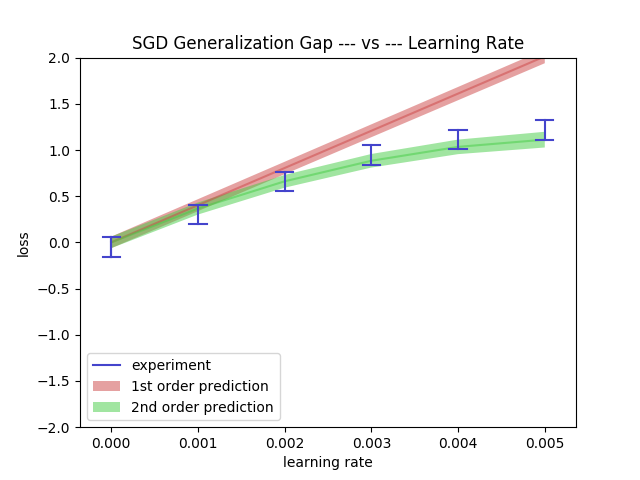 SGD Generalization Gap --- vs --- Learning Rate
2.0
1.5
1.0
0.5
0.0
−0.5
−1.0
−1.5
−2.0
loss
experiment
1st order prediction
2nd order prediction
0.000 0.001 0.002 0.003 0.004 0.005
learning rate